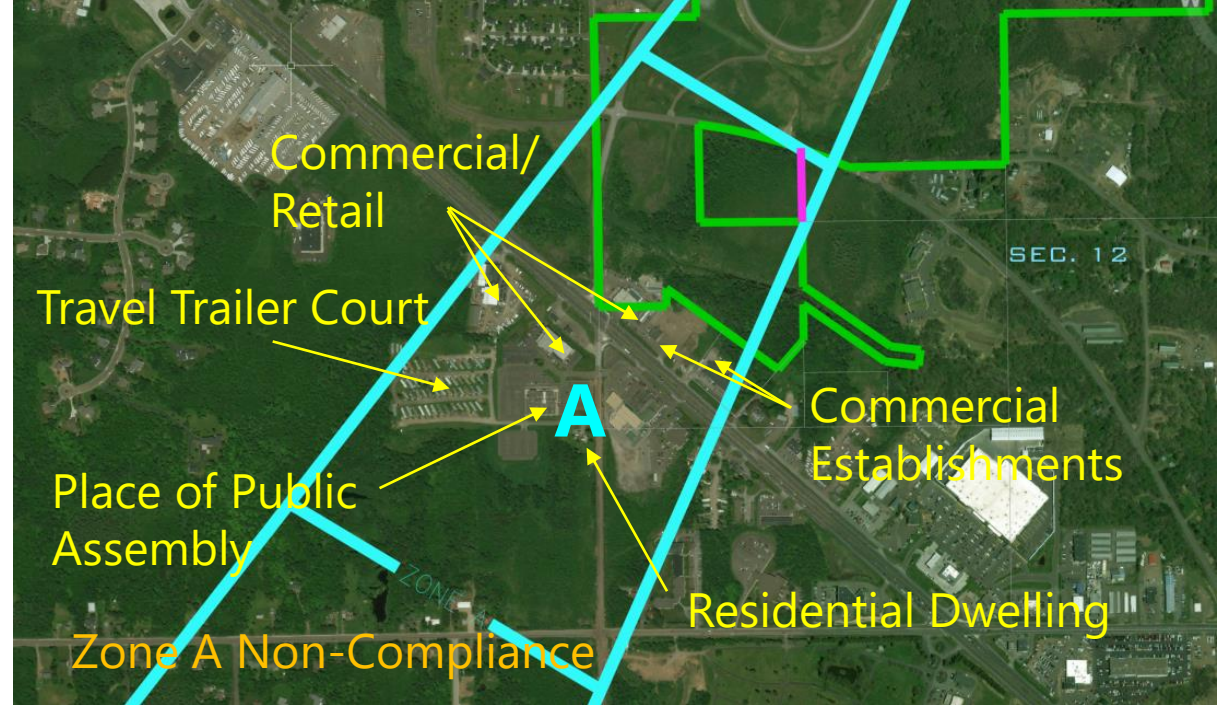 Commercial/
Retail
SEC. 12
Travel Trailer Court
A
Commercial
Establishments
Place of Public
Assembly
ZONE A
Residential Dwelling
Zone A Non-Compliance